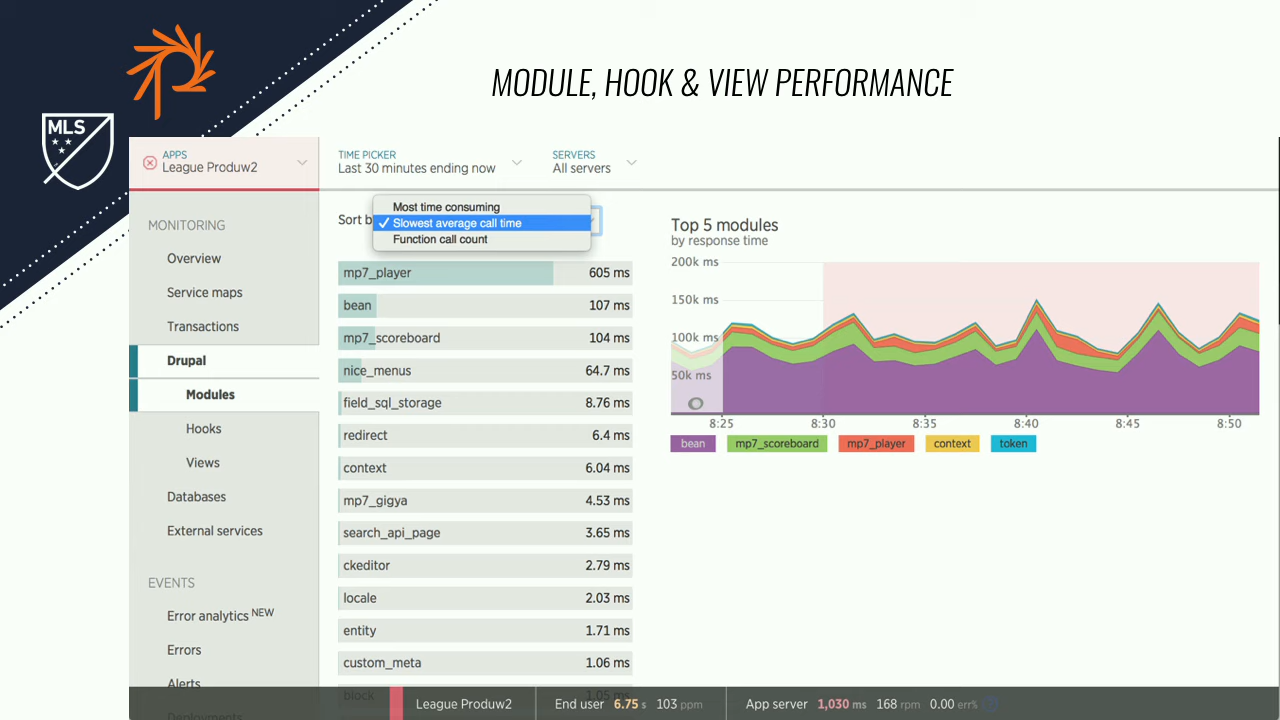 MODULE, HOOK & VIEW PERFORMANCE
MLS
APPS
League Produw2
TIME PICKER
Last 30 minutes ending now
SERVERS
All servers
MONITORING
Overview
Service maps
Transactions
Drupal
Modules
Hooks
Views
Databases
External services
EVENTS
Error analytics NEW
Errors
Alerts
Deployments
Sort b
Most time consuming
✓ Slowest average call time
Function call count
mp7_player 605 ms
bean 107 ms
mp7_scoreboard 104 ms
nice_menus 64.7 ms
field_sql_storage 8.76 ms
redirect 6.4 ms
context 6.04 ms
mp7_gigya 4.53 ms
search_api_page 3.65 ms
ckeditor 2.79 ms
locale 2.03 ms
entity 1.71 ms
custom_meta 1.06 ms
block 1.05 ms
Top 5 modules
by response time
200k ms
150k ms
100k ms
50k ms
8:25 8:30 8:35 8:40 8:45 8:50
bean mp7_scoreboard mp7_player context token
League Produw2 End user 6.75 s 103 ppm App server 1,030 ms 168 rpm 0.00 err%